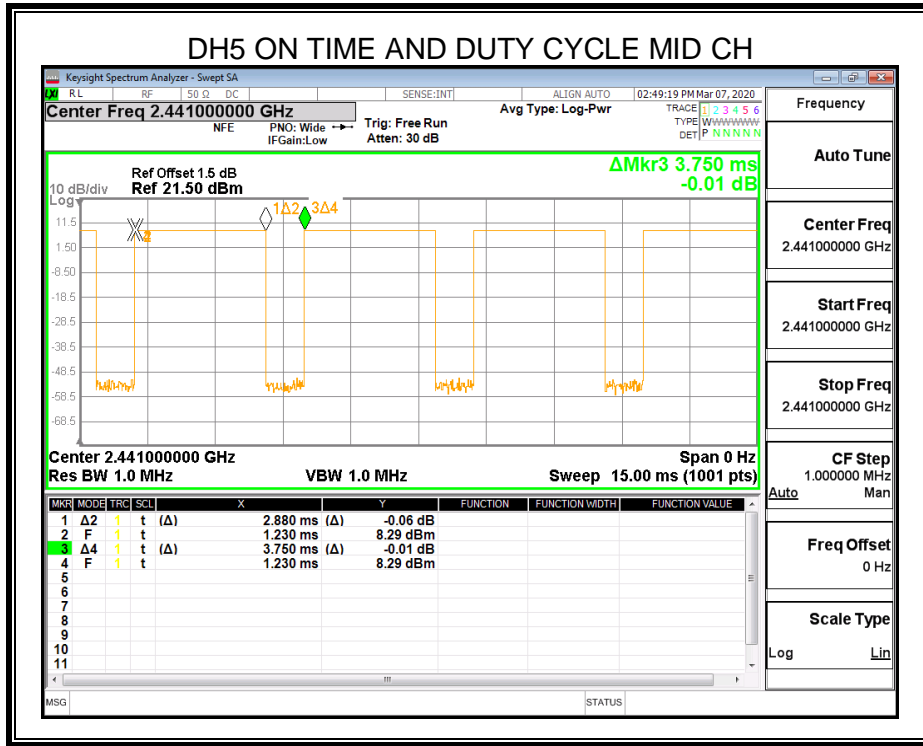 DH5 ON TIME AND DUTY CYCLE MID CH
Keysight Spectrum Analyzer - Swept SA
LXI RL RF 50 Ω DC SENSE:INT ALIGN AUTO 02:49:19 PM Mar 07, 2020
Center Freq 2.441000000 GHz
NFE
PNO: Wide
IFGain:Low
Trig: Free Run
Atten: 30 dB
Avg Type: Log-Pwr
TRACE 1 2 3 4 5 6
TYPE WWWWWWW
DET P N N N N N
ΔMkr3 3.750 ms
-0.01 dB
Ref Offset 1.5 dB
10 dB/div Ref 21.50 dBm
Log
1Δ2 3Δ4
11.5
1.50
-8.50
-18.5
-28.5
-38.5
-48.5
-58.5
-68.5
Center 2.441000000 GHz Span 0 Hz
Res BW 1.0 MHz VBW 1.0 MHz Sweep 15.00 ms (1001 pts)
MKR MODE TRC SCL X Y FUNCTION FUNCTION WIDTH FUNCTION VALUE
1 Δ2 1 t (Δ) 2.880 ms (Δ) -0.06 dB
2 F 1 t 1.230 ms 8.29 dBm
3 Δ4 1 t (Δ) 3.750 ms (Δ) -0.01 dB
4 F 1 t 1.230 ms 8.29 dBm
5
6
7
8
9
10
11
MSG STATUS
Frequency
Auto Tune
Center Freq
2.441000000 GHz
Start Freq
2.441000000 GHz
Stop Freq
2.441000000 GHz
CF Step
1.000000 MHz
Auto Man
Freq Offset
0 Hz
Scale Type
Log Lin